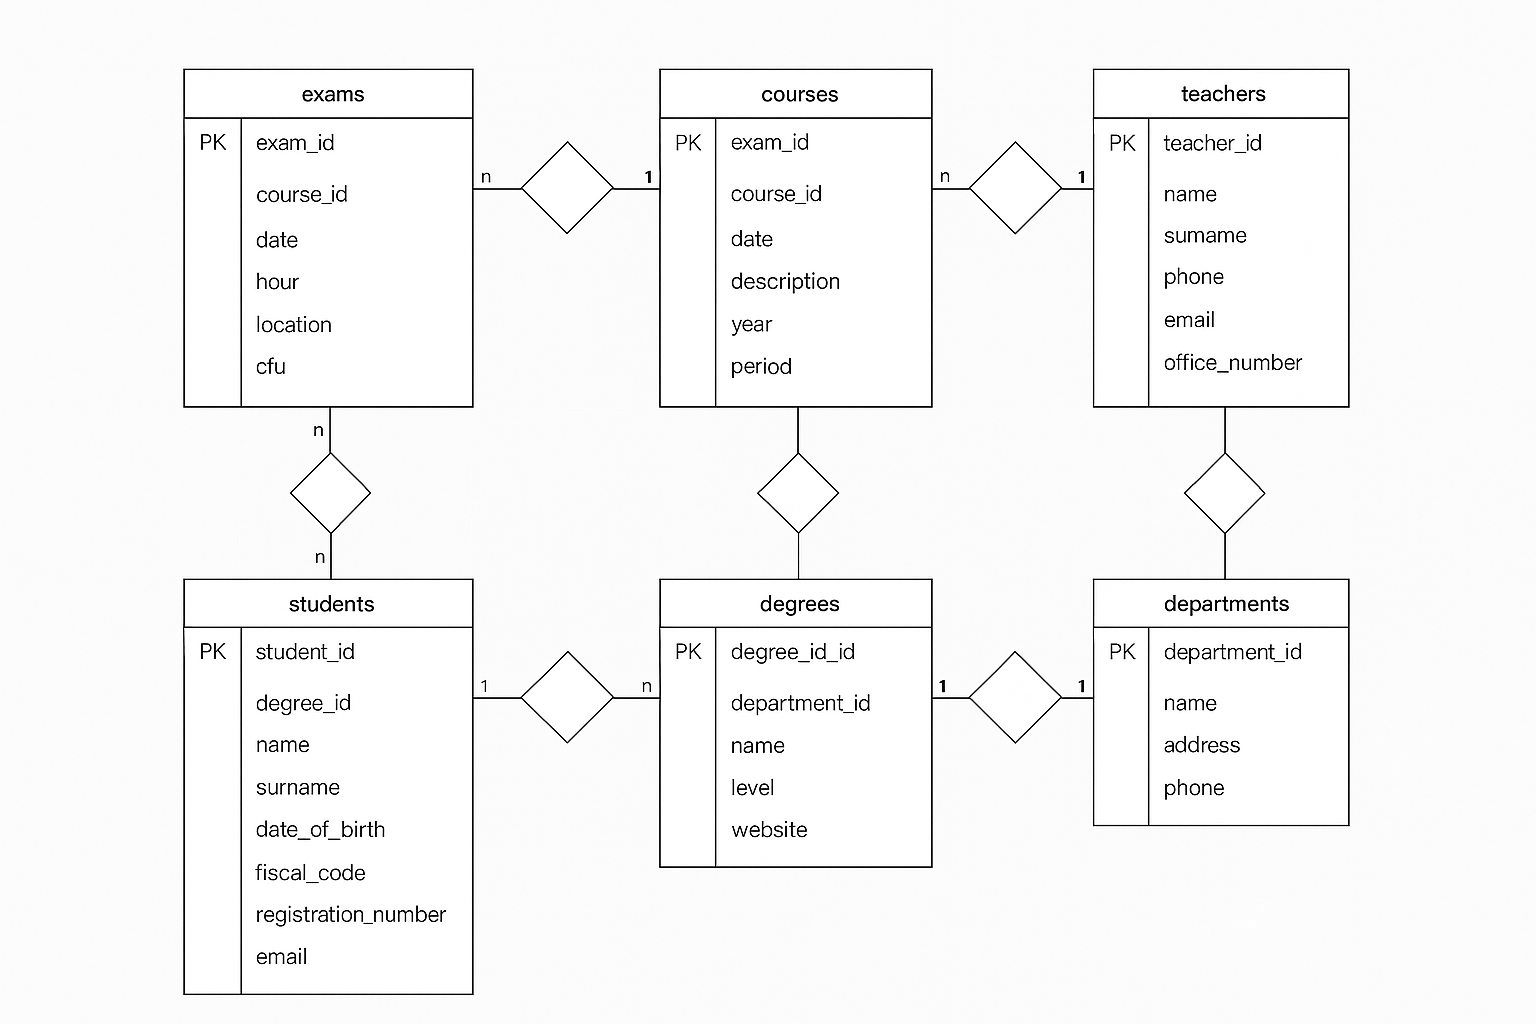 exams
PK exam_id
course_id
date
hour
location
cfu
n
1
courses
PK exam_id
course_id
date
description
year
period
n
1
teachers
PK teacher_id
name
sumame
phone
email
office_number
n
n
students
PK student_id
degree_id
name
surname
date_of_birth
fiscal_code
registration_number
email
1
n
degrees
PK degree_id_id
department_id
name
level
website
1
1
departments
PK department_id
name
address
phone